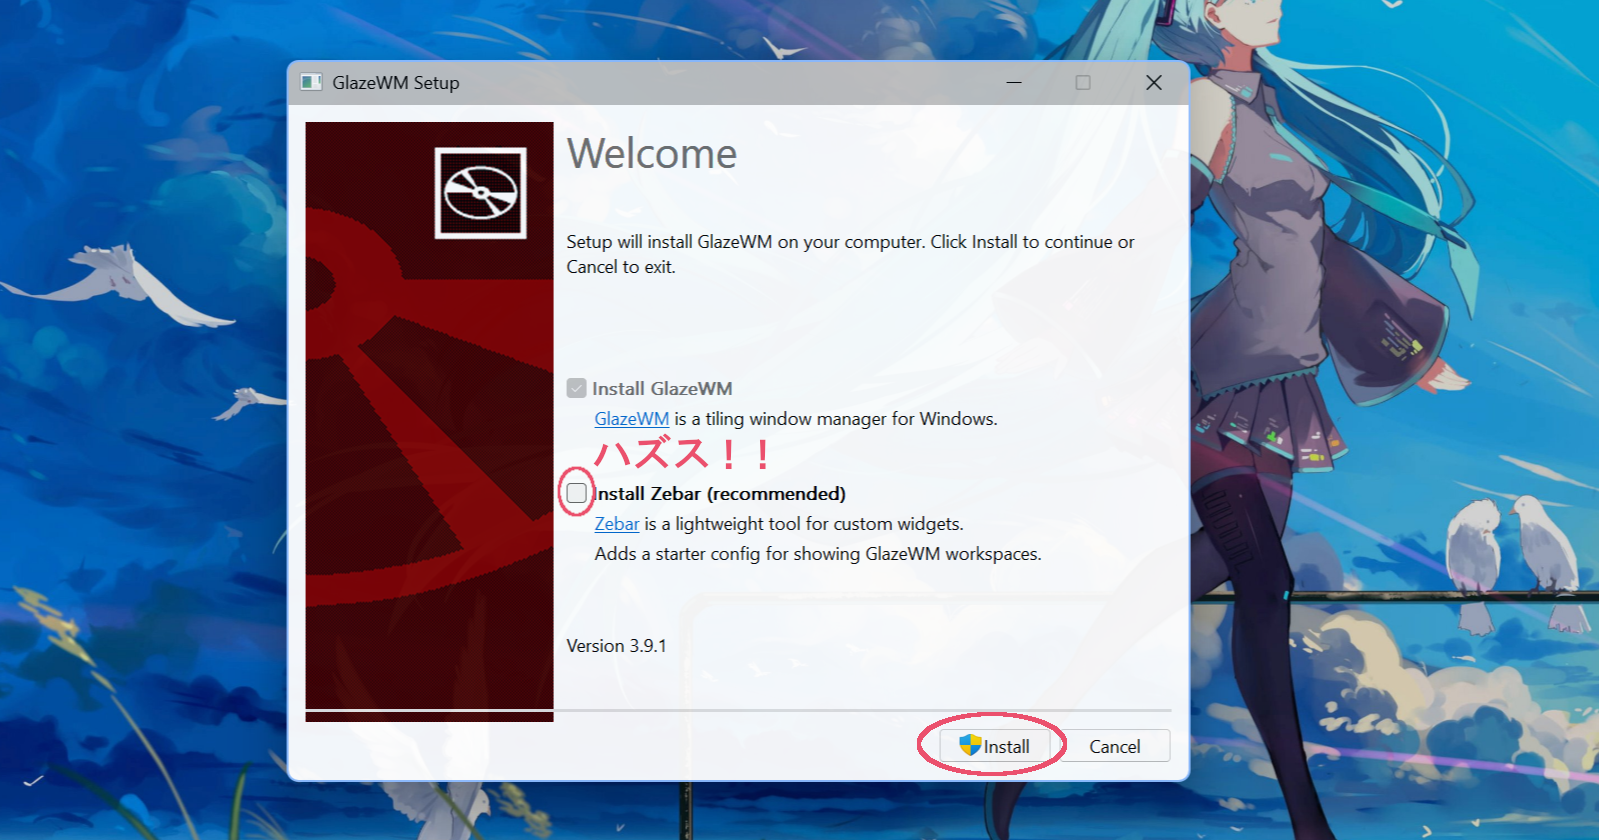 GlazeWM Setup
Welcome
Setup will install GlazeWM on your computer. Click Install to continue or
Cancel to exit.
Install GlazeWM
GlazeWM is a tiling window manager for Windows.
ハズス！！
Install Zebar (recommended)
Zebar is a lightweight tool for custom widgets.
Adds a starter config for showing GlazeWM workspaces.
Version 3.9.1
Install
Cancel